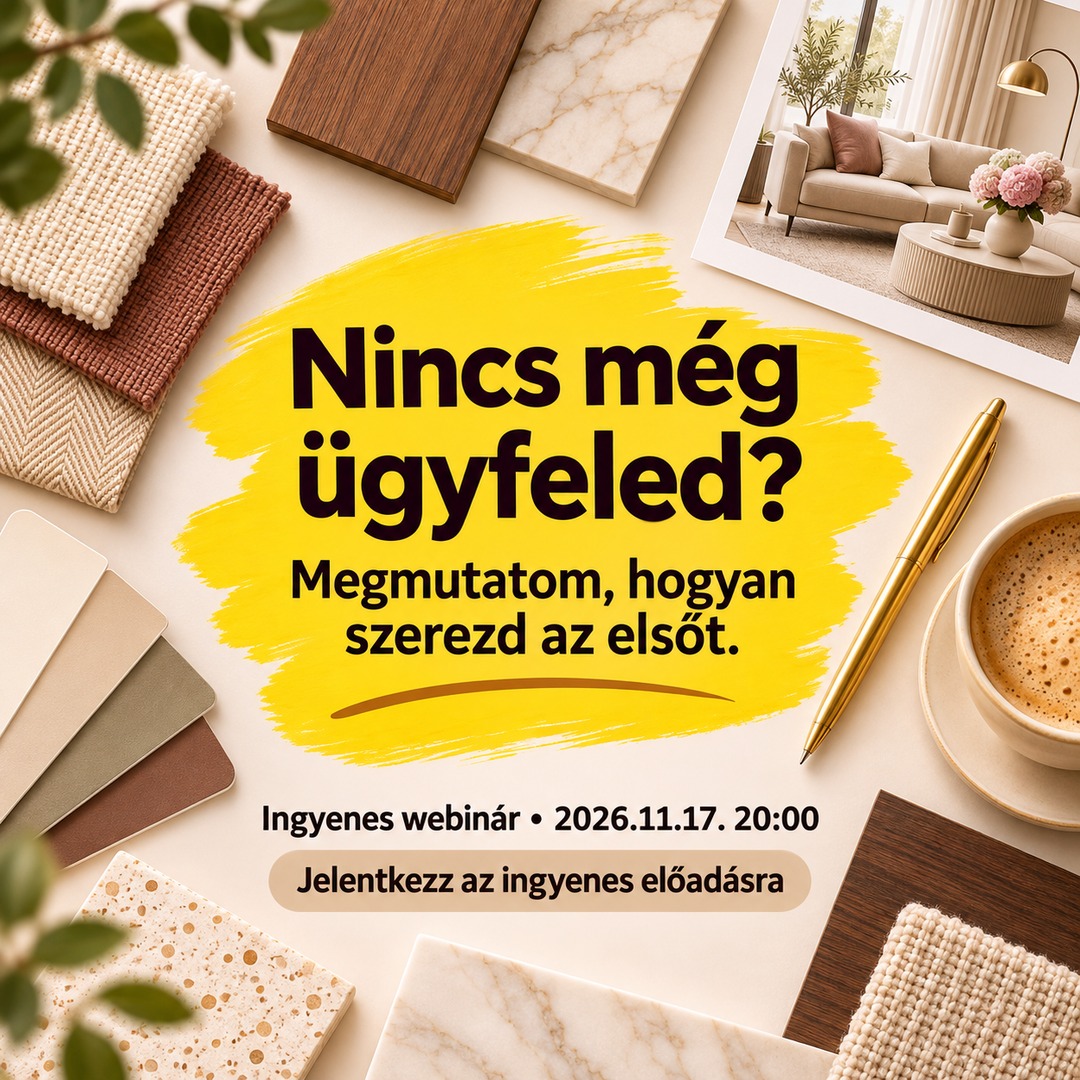 Nincs még
ügyfeled?
Megmutatom, hogyan
szerezd az elsőt.
Ingyenes webinár • 2026.11.17. 20:00
Jelentkezz az ingyenes előadásra